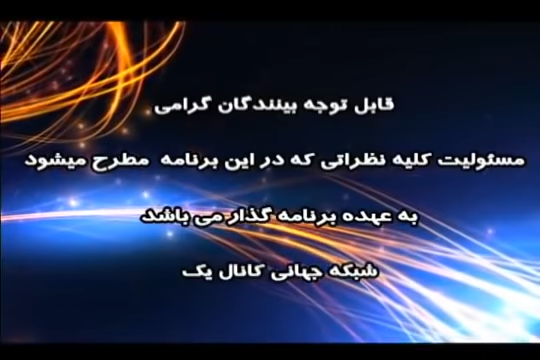 قابل توجه بینندگان گرامی
مسئولیت کلیه نظراتی که در این برنامه مطرح میشود
به عهده برنامه گذار می باشد
شبکه جهانی کانال یک